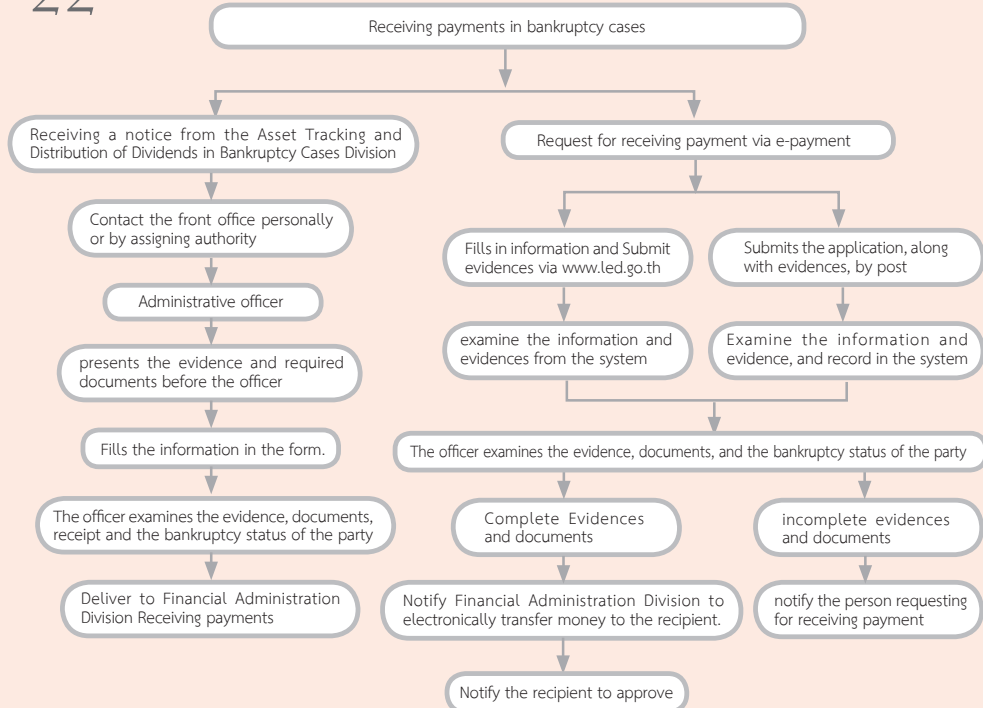 22
Receiving payments in bankruptcy cases
Receiving a notice from the Asset Tracking and
Distribution of Dividends in Bankruptcy Cases Division
Contact the front office personally
or by assigning authority
Administrative officer
presents the evidence and required
documents before the officer
Fills the information in the form.
The officer examines the evidence, documents,
receipt and the bankruptcy status of the party
Deliver to Financial Administration
Division Receiving payments
Request for receiving payment via e-payment
Fills in information and Submit
evidences via www.led.go.th
examine the information and
evidences from the system
Submits the application, along
with evidences, by post
Examine the information and
evidence, and record in the system
The officer examines the evidence, documents, and the bankruptcy status of the party
Complete Evidences
and documents
Notify Financial Administration Division to
electronically transfer money to the recipient.
Notify the recipient to approve
incomplete evidences
and documents
notify the person requesting
for receiving payment